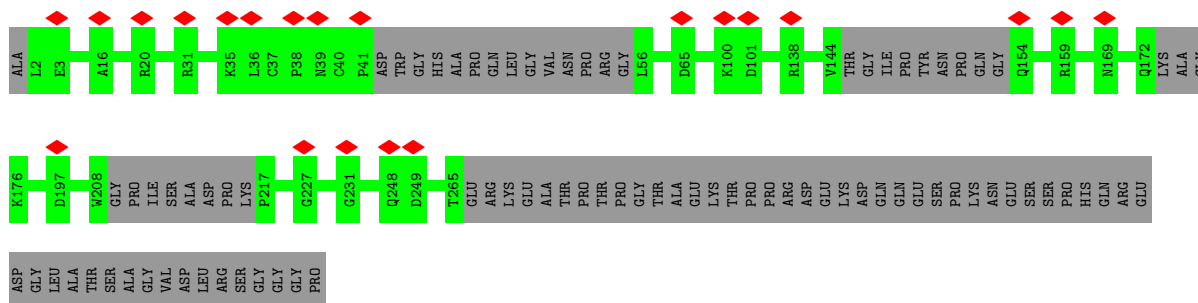 ALA L2 E3 A16 R20 R31 K35 L36 C37 P38 N39 C40 P41 ASP TRP GLY HIS ALA PRO GLN LEU GLY VAL ASN PRO ARG GLY L56 D65 K100 D101 R138 V144 THR GLY ILE PRO TYR ASN PRO GLN GLY Q154 R159 N169 Q172 LYS ALA
K176 D197 W208 GLY PRO ILE SER ALA ASP PRO LYS P217 G227 G231 Q248 D249 T265 GLU ARG LYS GLU ALA THR PRO THR PRO GLY THR ALA GLU LYS THR PRO PRO ARG ASP GLU LYS ASP GLN GLN GLU SER PRO LYS ASN GLU SER SER PRO HIS GLN ARG GLU
ASP GLY LEU ALA THR SER ALA GLY VAL ASP LEU ARG SER GLY GLY GLY PRO